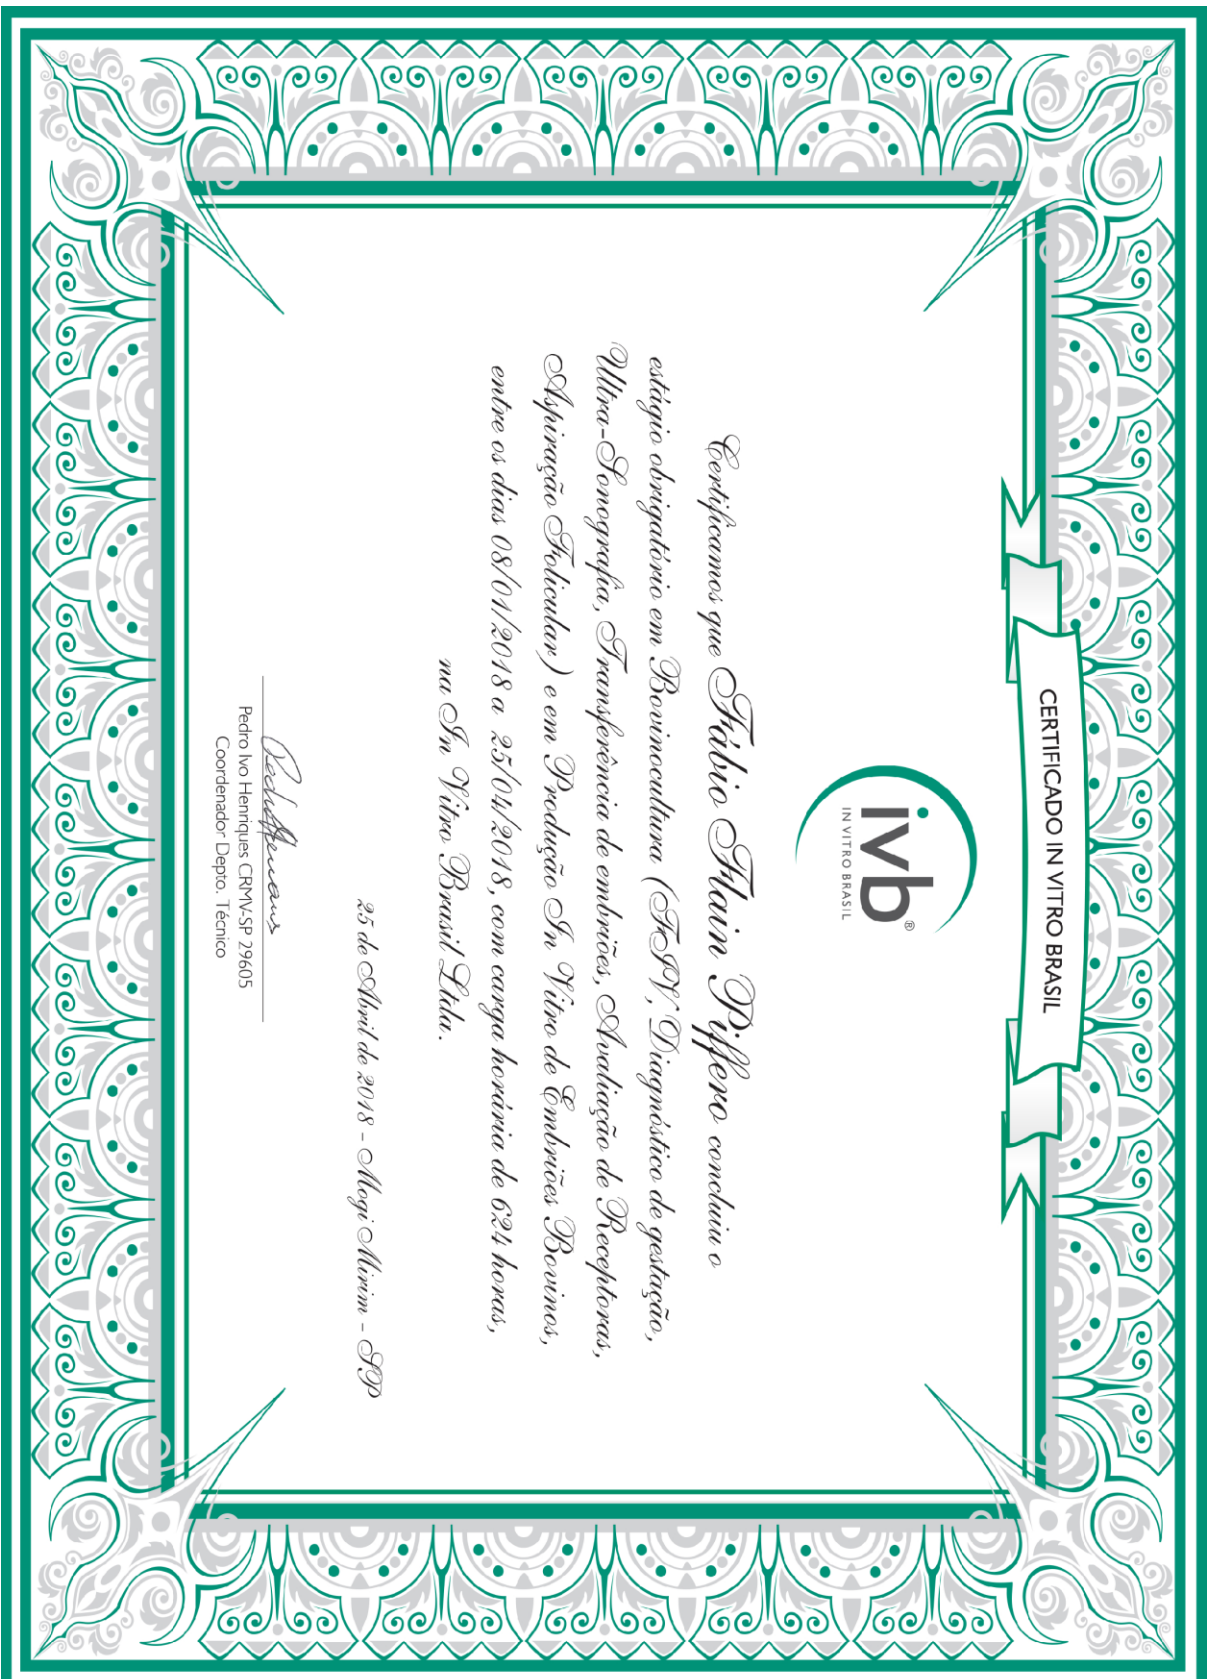 CERTIFICADO IN VITRO BRASIL
ivb®
IN VITRO BRASIL
Certificamos que Fábio Flain Piffero concluiu o
estágio obrigatório em Bovinocultura (FIV, Diagnóstico de gestação,
Ultra-Sonografia, Transferência de embriões, Avaliação de Receptoras,
Aspiração Folicular) e em Produção In Vitro de Embriões Bovinos,
entre os dias 08/01/2018 a 25/04/2018, com carga horária de 624 horas,
na In Vitro Brasil Ltda.
25 de Abril de 2018 - Mogi Mirim - SP
Pedro Ivo Henriques CRMV-SP 29605
Coordenador Depto. Técnico